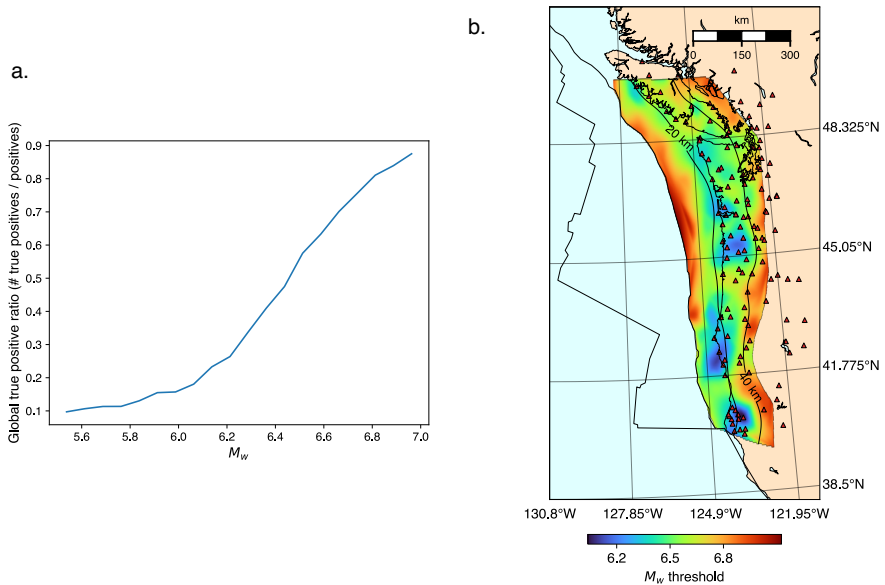 a.
Global true positive ratio (# true positives / positives)
0.9
0.8
0.7
0.6
0.5
0.4
0.3
0.2
0.1
5.6 5.8 6.0 6.2 6.4 6.6 6.8 7.0
Mw
b.
km
0 150 300
20 km
40 km
48.325°N
45.05°N
41.775°N
38.5°N
130.8°W 127.85°W 124.9°W 121.95°W
6.2 6.5 6.8
Mw threshold